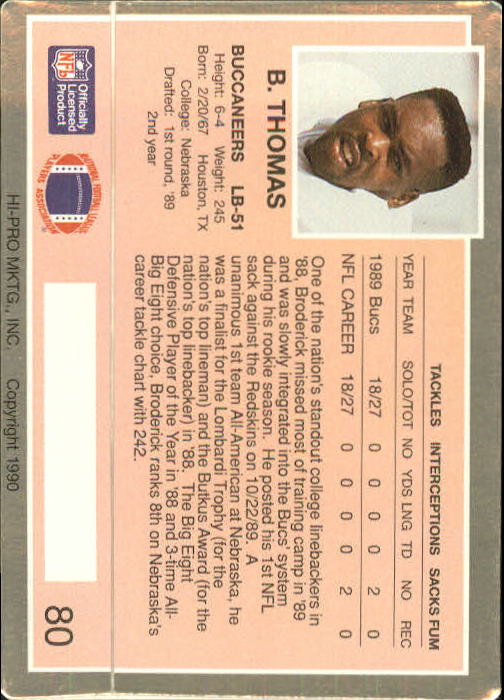 B. THOMAS
BUCCANEERS LB-51
Height: 6-4 Weight: 245
Born: 2/20/67 Houston, TX
College: Nebraska
Drafted: 1st round, '89
2nd year
TACKLES INTERCEPTIONS SACKS FUM
YEAR TEAM SOLO/TOT NO YDS LNG TD NO REC
1989 Bucs 18/27 0 0 0 0 2 0
NFL CAREER 18/27 0 0 0 0 2 0
One of the nation's standout college linebackers in
'88, Broderick missed most of training camp in '89
and was slowly integrated into the Bucs' system
during his rookie season. He posted his 1st NFL
sack against the Redskins on 10/22/89. A
unanimous 1st team All-American at Nebraska, he
was a finalist for the Lombardi Trophy (for the
nation's top lineman) and the Butkus Award (for the
nation's top linebacker) in '88. The Big Eight
Defensive Player of the Year in '88 and 3-time All-
Big Eight choice, Broderick ranks 8th on Nebraska's
career tackle chart with 242.
NFL
Officially
Licensed
Product
NATIONAL FOOTBALL LEAGUE
PLAYERS
PLAYERS ASSOCIATION
80
HI-PRO MKTG., INC. Copyright 1990